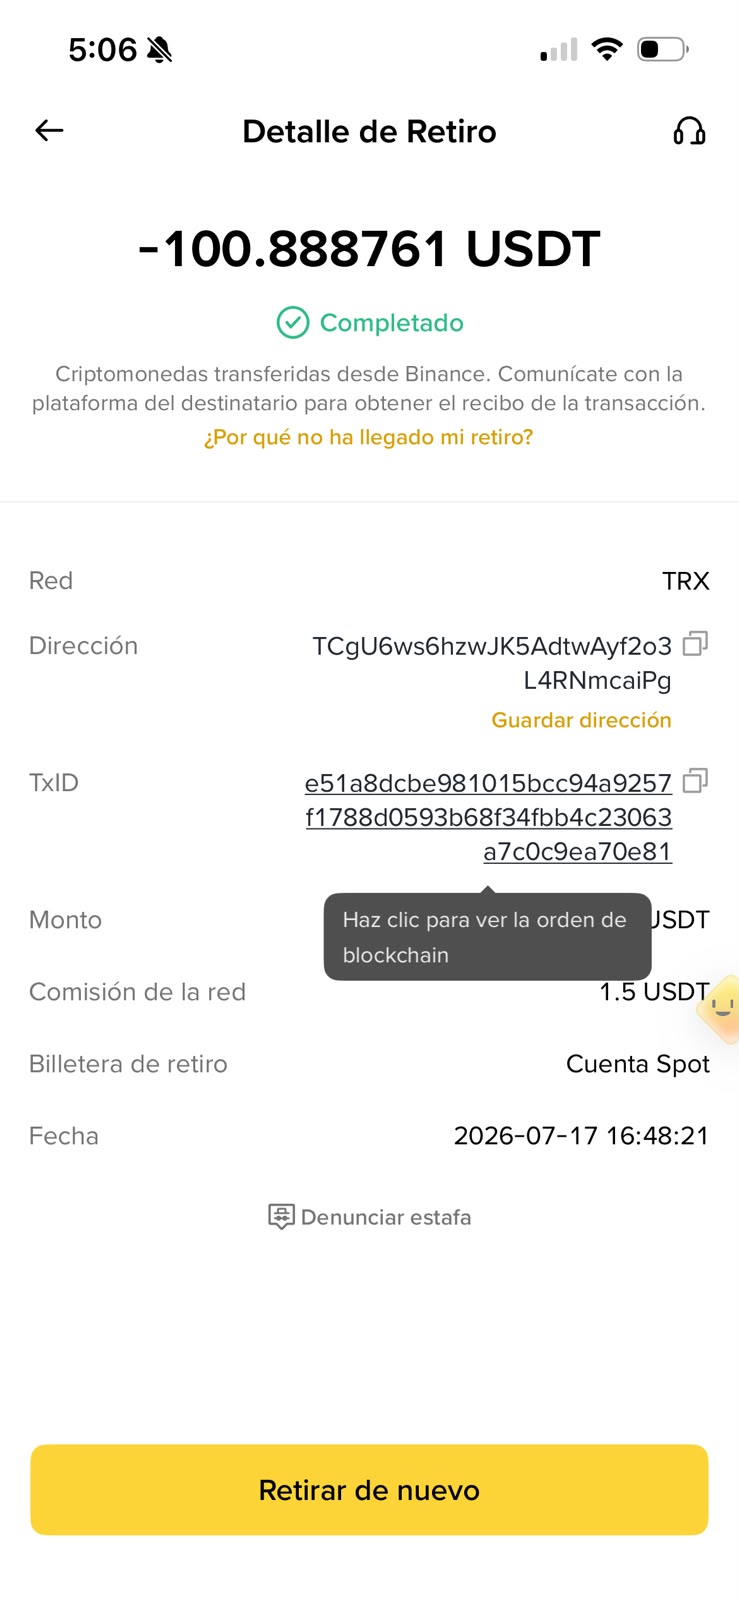 5:06
Detalle de Retiro
-100.888761 USDT
Completado
Criptomonedas transferidas desde Binance. Comunícate con la
plataforma del destinatario para obtener el recibo de la transacción.
¿Por qué no ha llegado mi retiro?
Red TRX
Dirección TCgU6ws6hzwJK5AdtwAyf2o3
L4RNmcaiPg
Guardar dirección
TxID e51a8dcbe981015bcc94a9257
f1788d0593b68f34fbb4c23063
a7c0c9ea70e81
Haz clic para ver la orden de
blockchain
Monto USDT
Comisión de la red 1.5 USDT
Billetera de retiro Cuenta Spot
Fecha 2026-07-17 16:48:21
Denunciar estafa
Retirar de nuevo